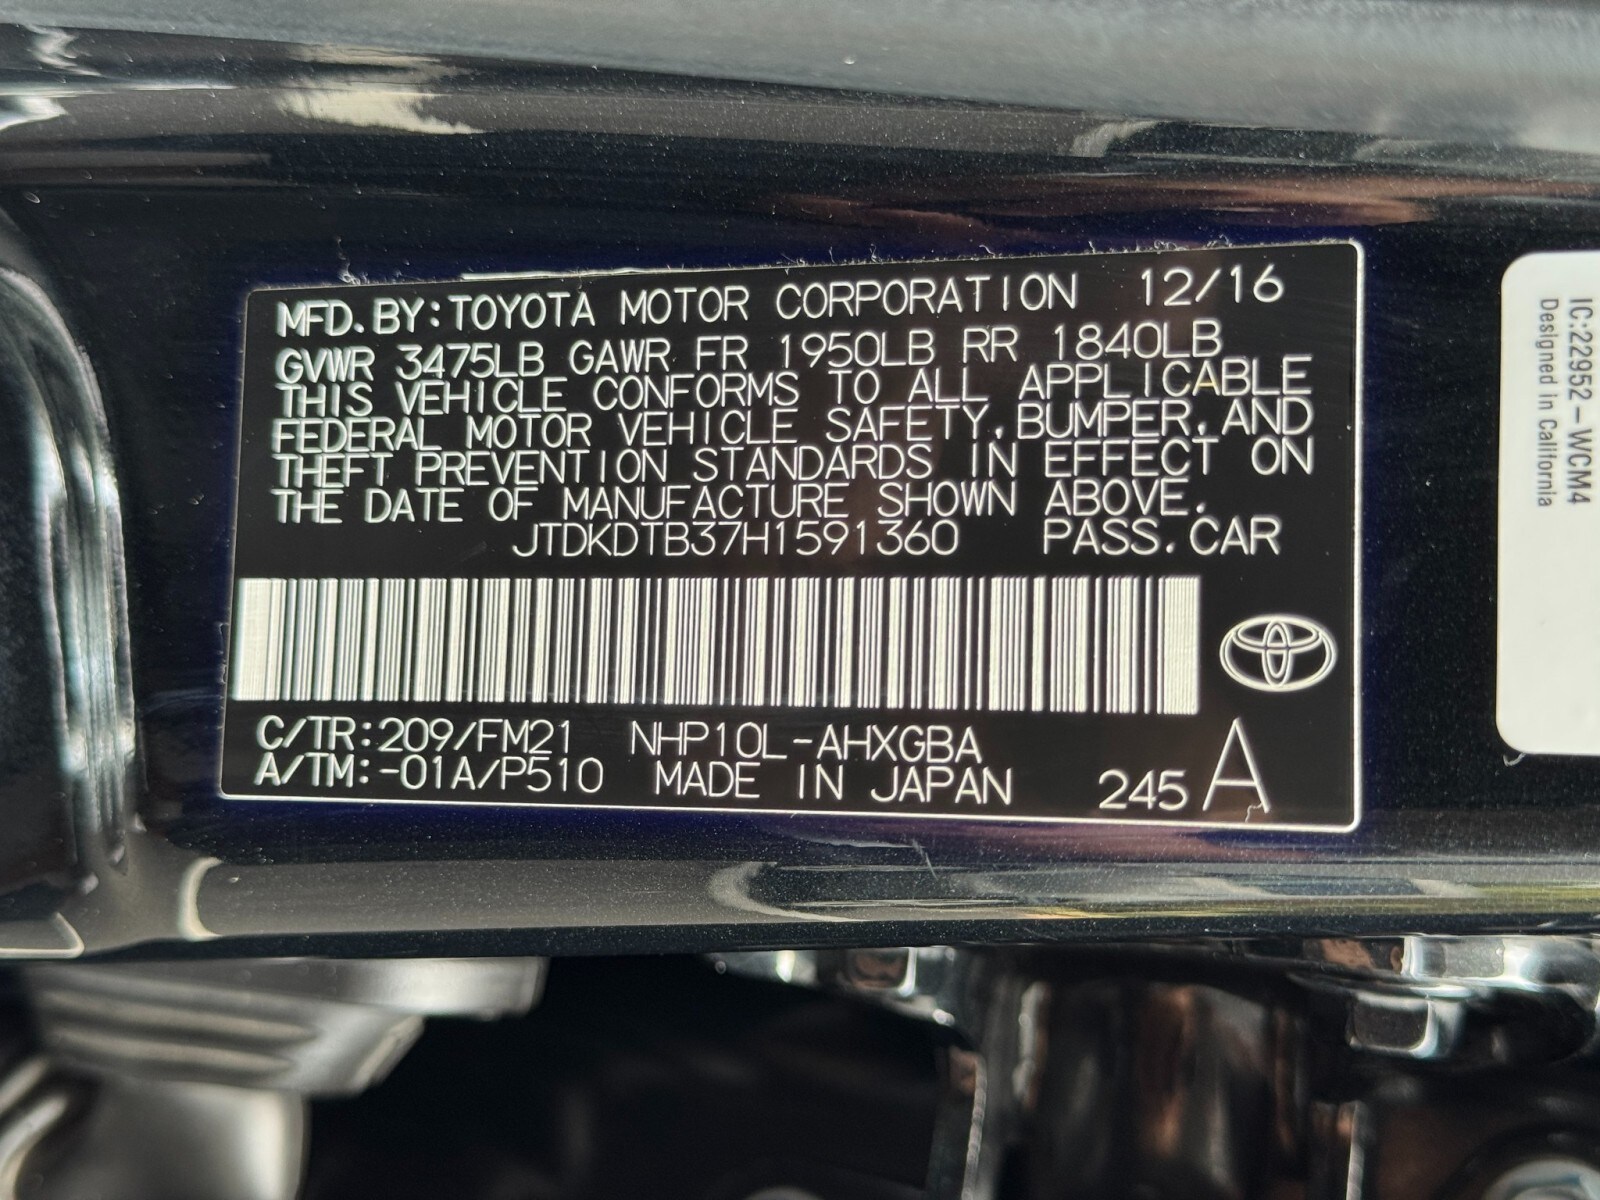 MFD.BY:TOYOTA MOTOR CORPORATION 12/16
GVWR 3475LB GAWR FR 1950LB RR 1840LB
THIS VEHICLE CONFORMS TO ALL APPLICABLE
FEDERAL MOTOR VEHICLE SAFETY,BUMPER,AND
THEFT PREVENTION STANDARDS IN EFFECT ON
THE DATE OF MANUFACTURE SHOWN ABOVE.
JTDKDTB37H1591360 PASS.CAR
C/TR:209/FM21 NHP10L-AHXGBA
A/TM:-01A/P510 MADE IN JAPAN 245 A
IC:22952-WCM4
Designed in California